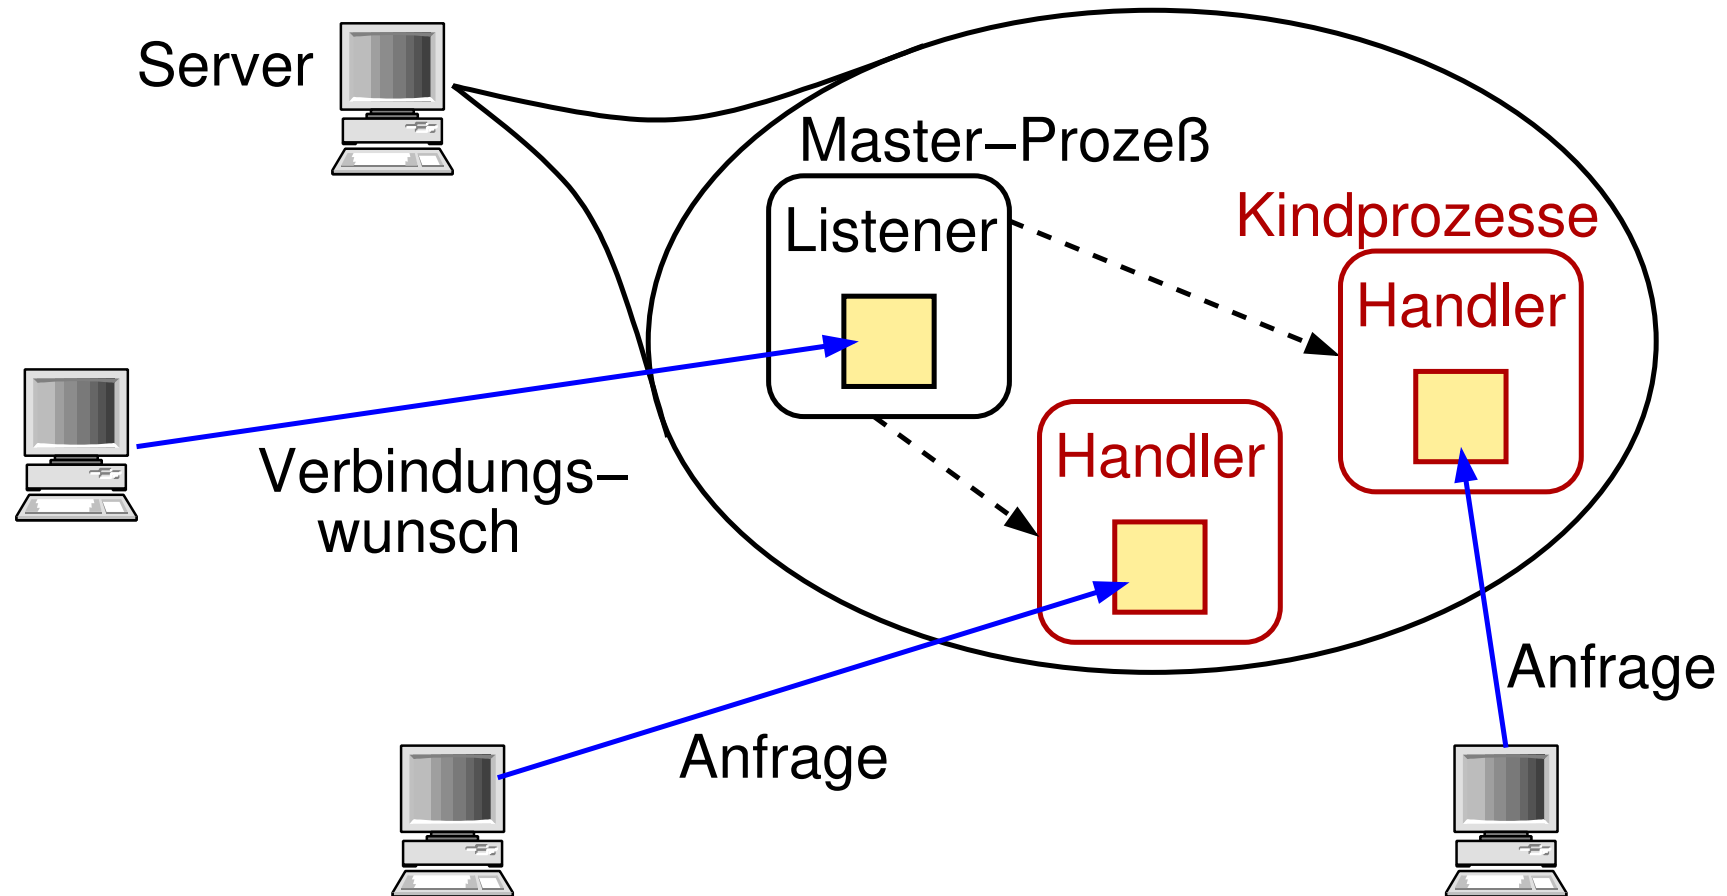 Server
Master–Prozeß
Listener
Kindprozesse
Handler
Handler
Verbindungs–
wunsch
Anfrage
Anfrage